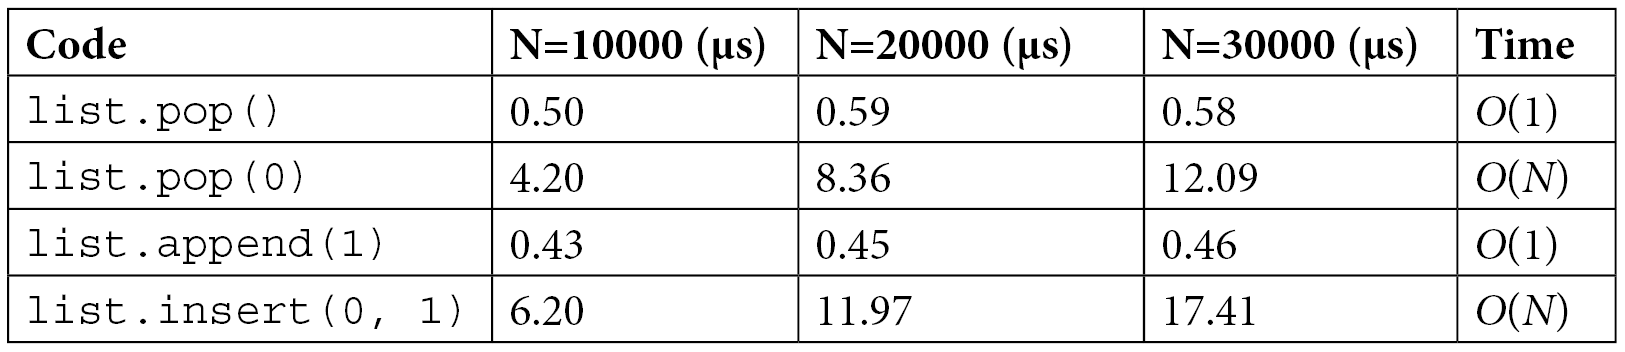 Code N=10000 (µs) N=20000 (µs) N=30000 (µs) Time
list.pop() 0.50 0.59 0.58 O(1)
list.pop(0) 4.20 8.36 12.09 O(N)
list.append(1) 0.43 0.45 0.46 O(1)
list.insert(0, 1) 6.20 11.97 17.41 O(N)